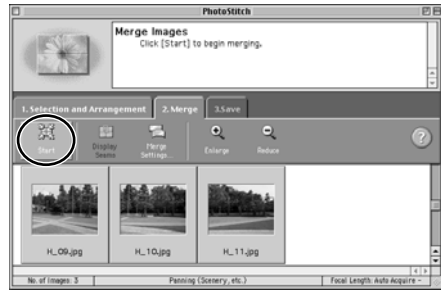 PhotoStitch
Merge Images
Click [Start] to begin merging.
1. Selection and Arrangement
2. Merge
3.Save
Start
Display
Seams
Merge
Settings...
Enlarge
Reduce
?
H_09.jpg
H_10.jpg
H_11.jpg
No. of Images: 3
Panning (Scenery, etc.)
Focal Length: Auto Acquire -